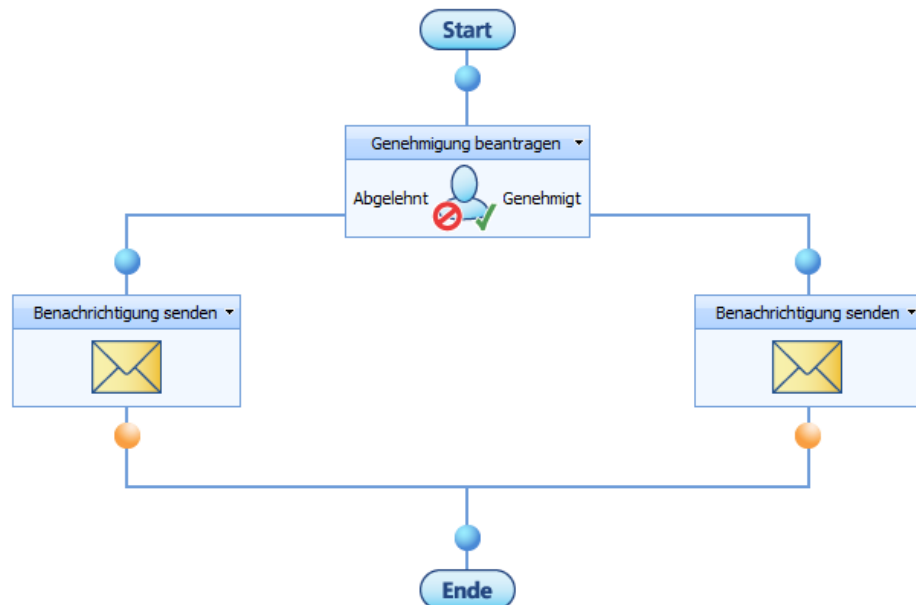 Start
Genehmigung beantragen
Abgelehnt
Genehmigt
Benachrichtigung senden
Benachrichtigung senden
Ende